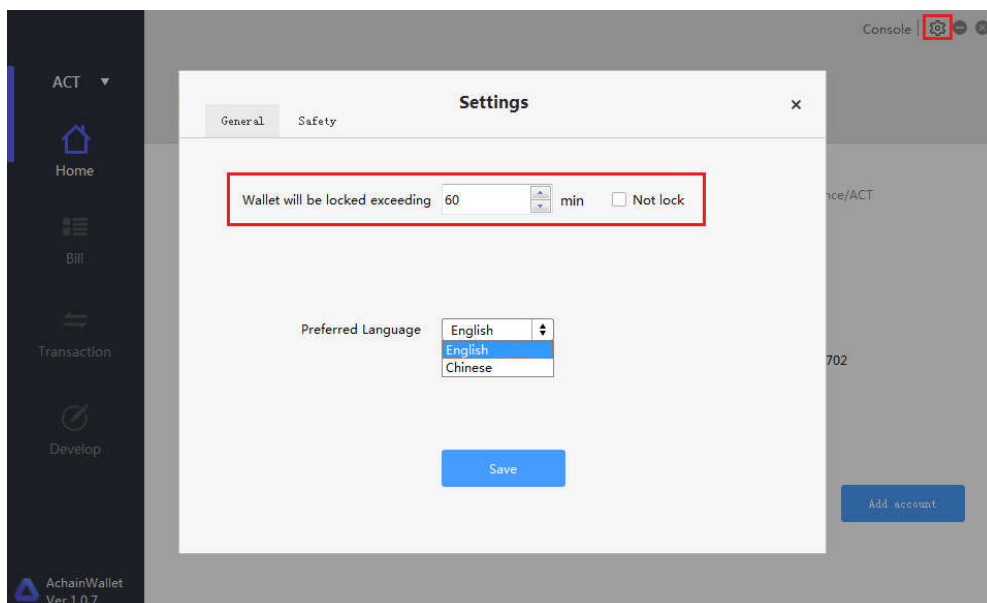 Console
ACT
Settings
General Safety
Home
Wallet will be locked exceeding 60 min Not lock
nce/ACT
Bill
Preferred Language English
English
Chinese
Transaction
702
Develop
Save
Add account
AchainWallet
Ver 1.0.7